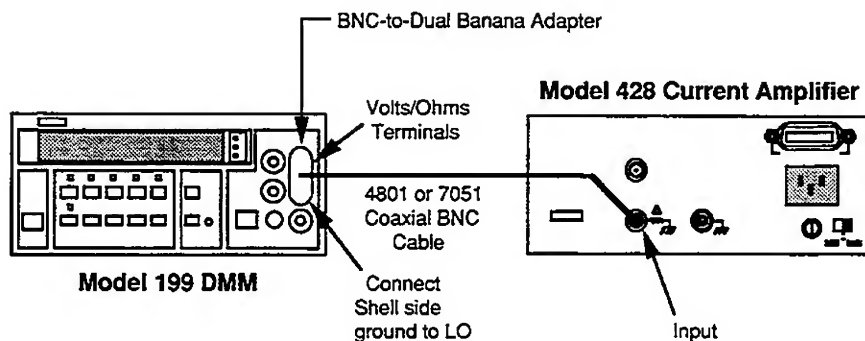 BNC-to-Dual Banana Adapter
Model 428 Current Amplifier
Volts/Ohms
Terminals
4801 or 7051
Coaxial BNC
Cable
Model 199 DMM
Connect
Shell side
ground to LO
Input